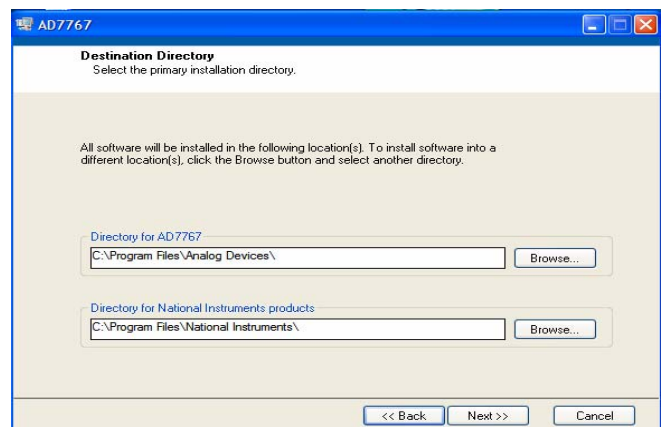 AD7767
Destination Directory
Select the primary installation directory.
All software will be installed in the following location(s). To install software into a
different location(s), click the Browse button and select another directory.
Directory for AD7767
C:\Program Files\Analog Devices\
Browse...
Directory for National Instruments products
C:\Program Files\National Instruments\
Browse...
<< Back
Next >>
Cancel